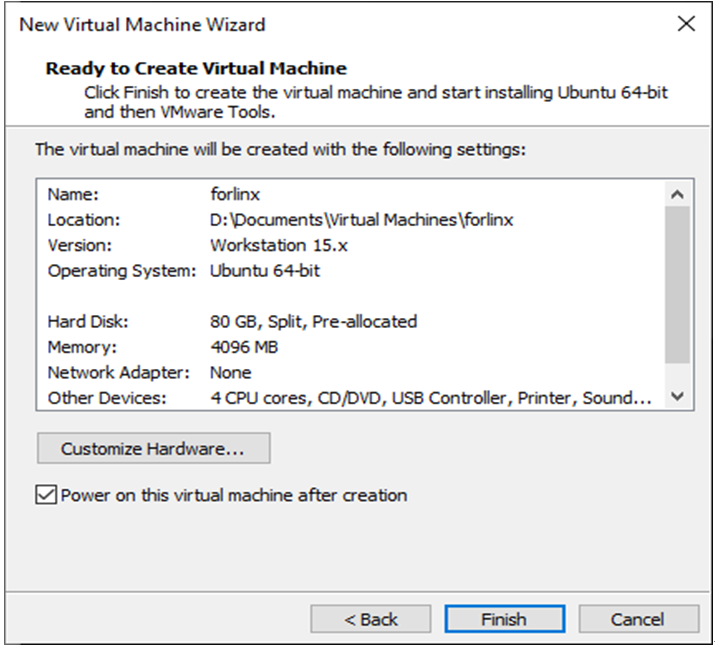 New Virtual Machine Wizard
Ready to Create Virtual Machine
Click Finish to create the virtual machine and start installing Ubuntu 64-bit
and then VMware Tools.
The virtual machine will be created with the following settings:
Name: forlinx
Location: D:\Documents\Virtual Machines\forlinx
Version: Workstation 15.x
Operating System: Ubuntu 64-bit
Hard Disk: 80 GB, Split, Pre-allocated
Memory: 4096 MB
Network Adapter: None
Other Devices: 4 CPU cores, CD/DVD, USB Controller, Printer, Sound...
Customize Hardware...
Power on this virtual machine after creation
< Back Finish Cancel